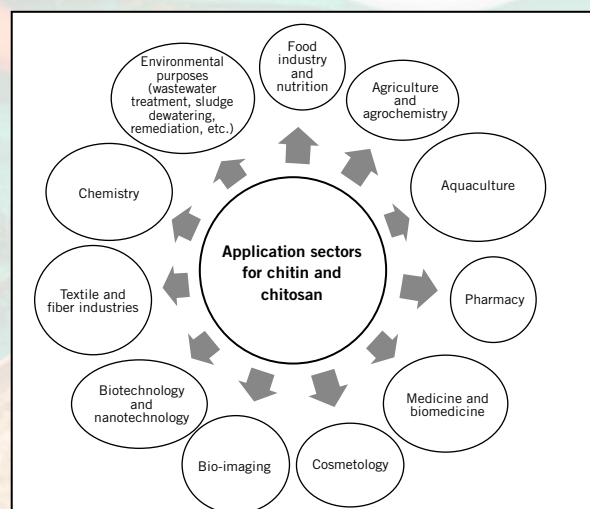 Food
industry
and
nutrition
Agriculture
and
agrochemistry
Aquaculture
Pharmacy
Medicine and
biomedicine
Cosmetology
Bio-imaging
Biotechnology
and
nanotechnology
Textile and
fiber industries
Chemistry
Environmental
purposes
(wastewater
treatment, sludge
dewatering,
remediation, etc.)
Application sectors
for chitin and
chitosan